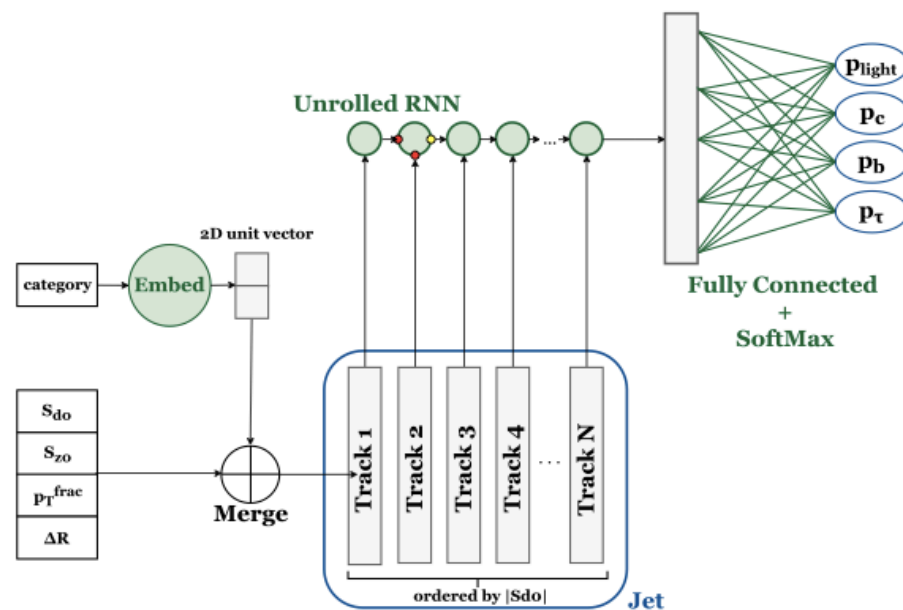 Unrolled RNN
...
p_light
p_c
p_b
p_τ
2D unit vector
category
Embed
Fully Connected
+
SoftMax
S_d0
S_z0
p_T^frac
ΔR
Merge
Track 1
Track 2
Track 3
Track 4
...
Track N
ordered by |Sd0|
Jet